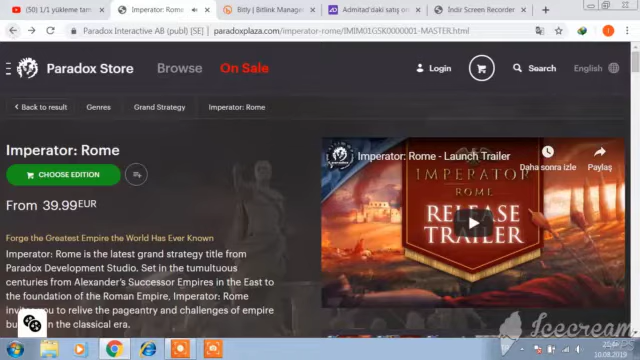 (50) 1/1 yükleme tam
Imperator: Rome
Bitly | Bitlink Manage
Admitad'daki satış on
İndir Screen Recorder
Paradox Interactive AB (publ) [SE]
paradoxplaza.com/imperator-rome/IMIM01GSK0000001-MASTER.html
Paradox Store
Browse
On Sale
Login
Search
English
Back to result
Genres
Grand Strategy
Imperator: Rome
Imperator: Rome
CHOOSE EDITION
From 39.99EUR
Forge the Greatest Empire the World Has Ever Known
Imperator: Rome is the latest grand strategy title from
Paradox Development Studio. Set in the tumultuous
centuries from Alexander's Successor Empires in the East to
the foundation of the Roman Empire, Imperator: Rome
you to relive the pageantry and challenges of empire
in the classical era.
Imperator: Rome - Launch Trailer
Daha sonra izle
Paylaş
IMPERATOR
ROME
RELEASE
TRAILER
Imperator: Rome - Launch Trailer
Icecream
10.08.2019